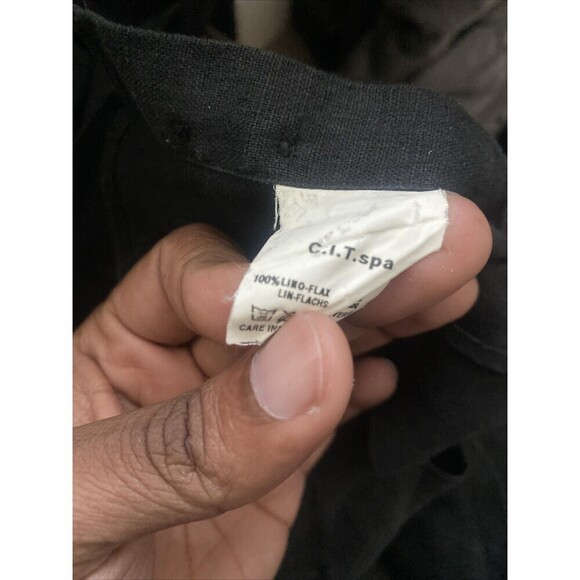 C.I.T.spa
100%LINO-FLAX
LIN-FLACHS
CARE IN